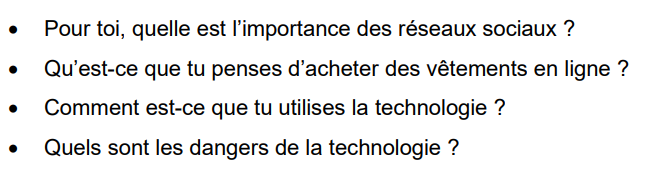 • Pour toi, quelle est l’importance des réseaux sociaux ?
• Qu’est-ce que tu penses d’acheter des vêtements en ligne ?
• Comment est-ce que tu utilises la technologie ?
• Quels sont les dangers de la technologie ?